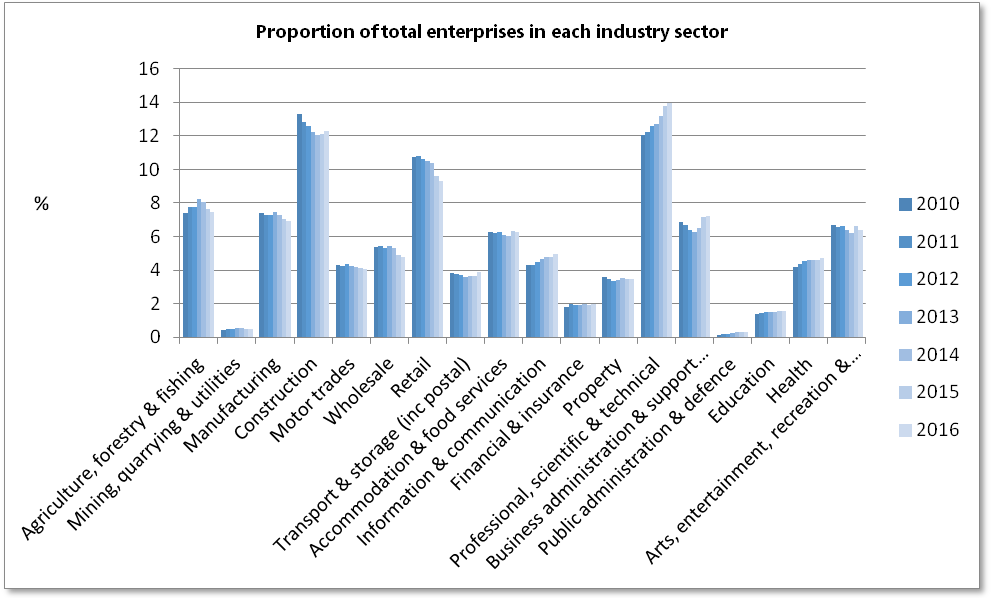 Proportion of total enterprises in each industry sector
16
14
12
10
8
6
4
2
0
%
Agriculture, forestry & fishing
Mining, quarrying & utilities
Manufacturing
Construction
Motor trades
Wholesale
Retail
Transport & storage (inc postal)
Accommodation & food services
Information & communication
Financial & insurance
Property
Professional, scientific & technical
Business administration & support...
Public administration & defence
Education
Health
Arts, entertainment, recreation &...
2010
2011
2012
2013
2014
2015
2016